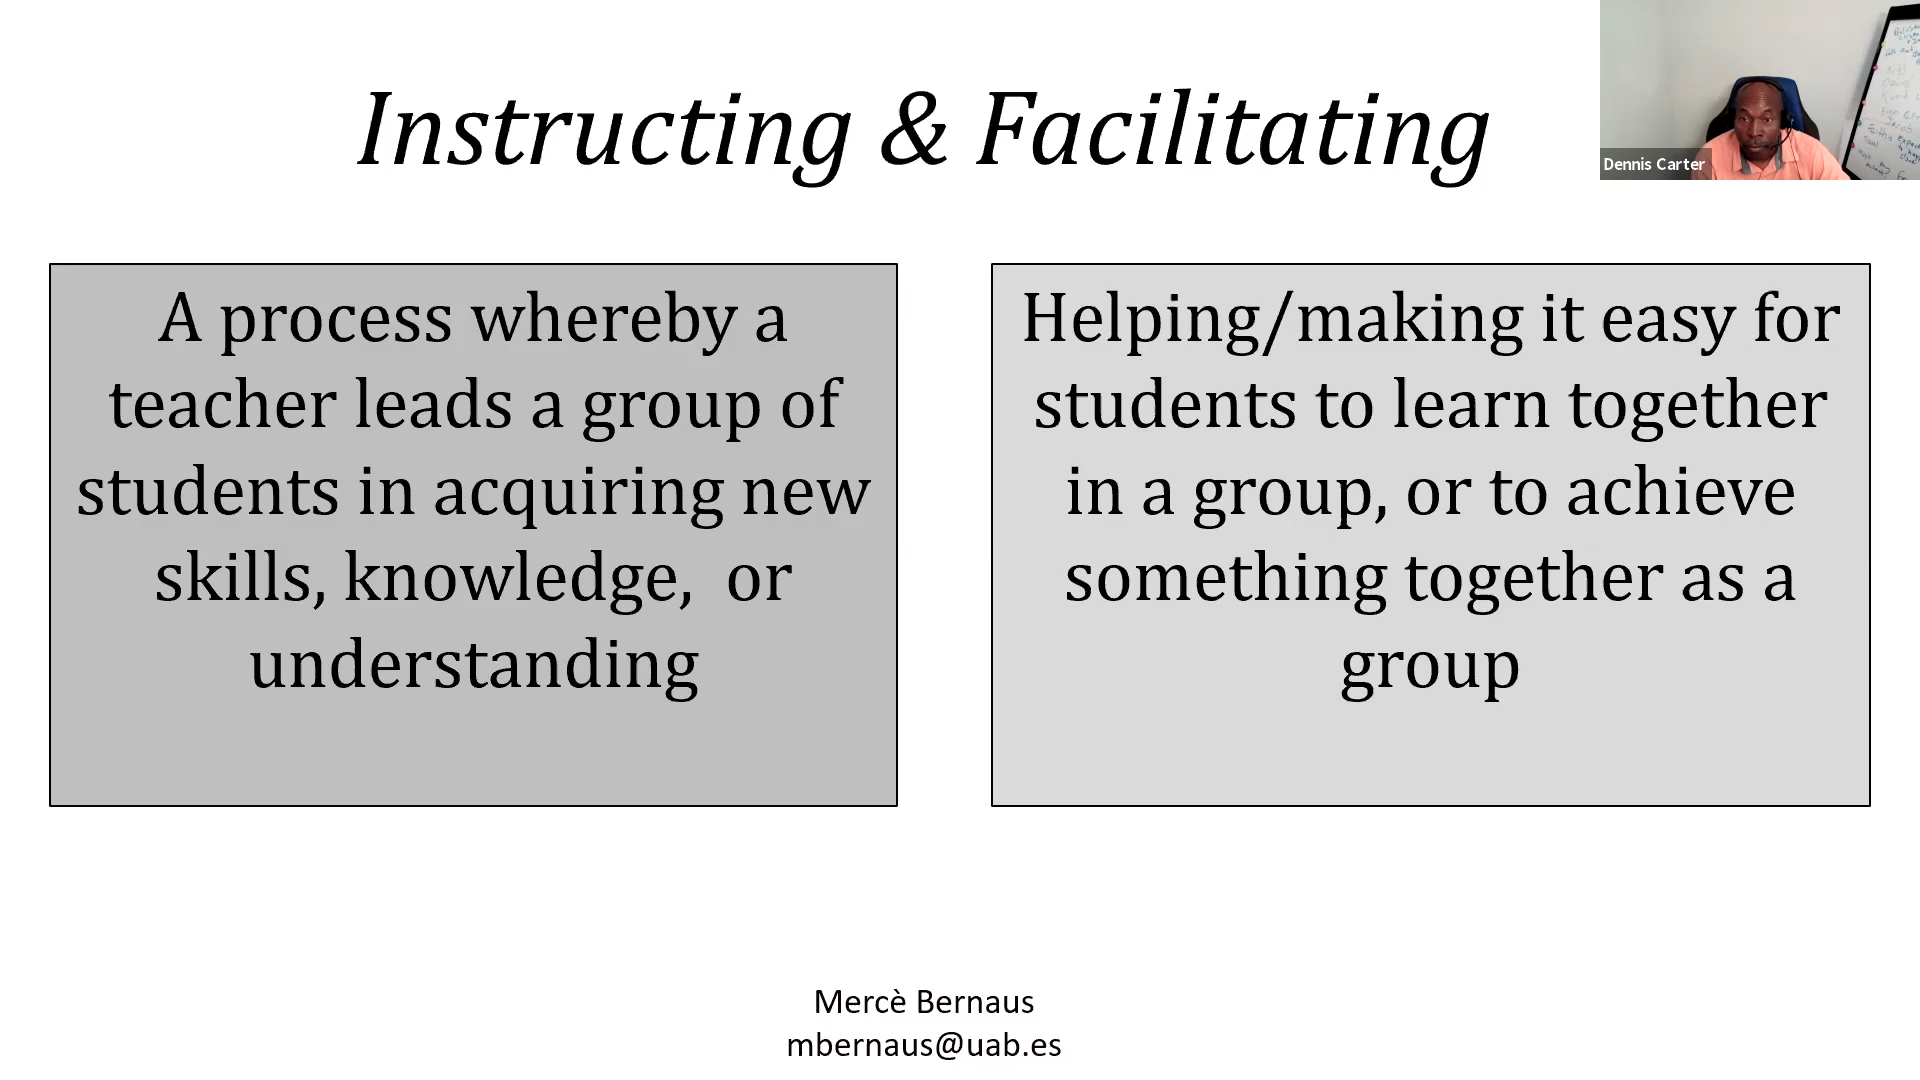 Instructing & Facilitating
Dennis Carter
A process whereby a
teacher leads a group of
students in acquiring new
skills, knowledge,  or
understanding
Helping/making it easy for
students to learn together
in a group, or to achieve
something together as a
group
Mercè Bernaus
mbernaus@uab.es